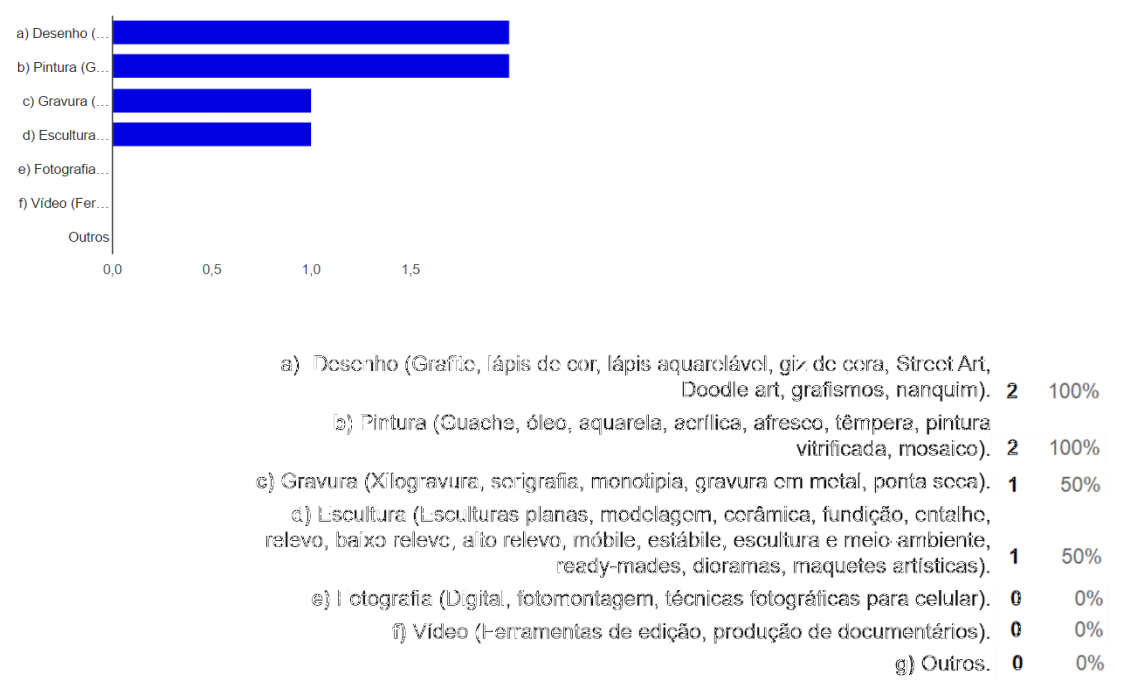 a) Desenho (...
b) Pintura (G...
c) Gravura (...
d) Escultura...
e) Fotografia...
f) Vídeo (Fer...
Outros
0,0 0,5 1,0 1,5
a) Desenho (Grafite, lápis de cor, lápis aquarelável, giz de cera, Street Art,
Doodle art, grafismos, nanquim). 2 100%
b) Pintura (Guache, óleo, aquarela, acrílica, afresco, têmpera, pintura
vitrificada, mosaico). 2 100%
c) Gravura (Xilogravura, serigrafia, monotipia, gravura em metal, ponta seca). 1 50%
d) Escultura (Esculturas planas, modelagem, cerâmica, fundição, entalhe,
relevo, baixo relevo, alto relevo, móbile, estábile, escultura e meio ambiente,
ready-mades, dioramas, maquetes artísticas). 1 50%
e) Fotografia (Digital, fotomontagem, técnicas fotográficas para celular). 0 0%
f) Vídeo (Ferramentas de edição, produção de documentários). 0 0%
g) Outros. 0 0%